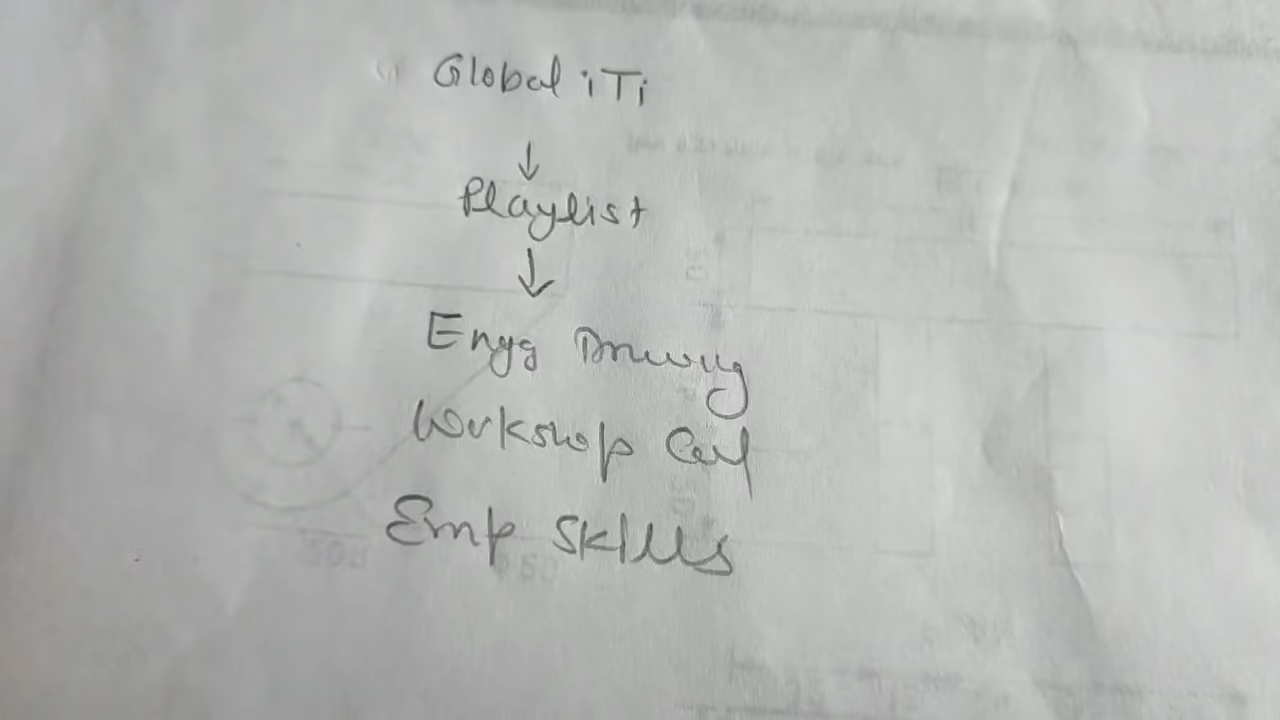 Global iTi
↓
Playlist
↓
Engg Drawing
Workshop Cal
Emp Skills